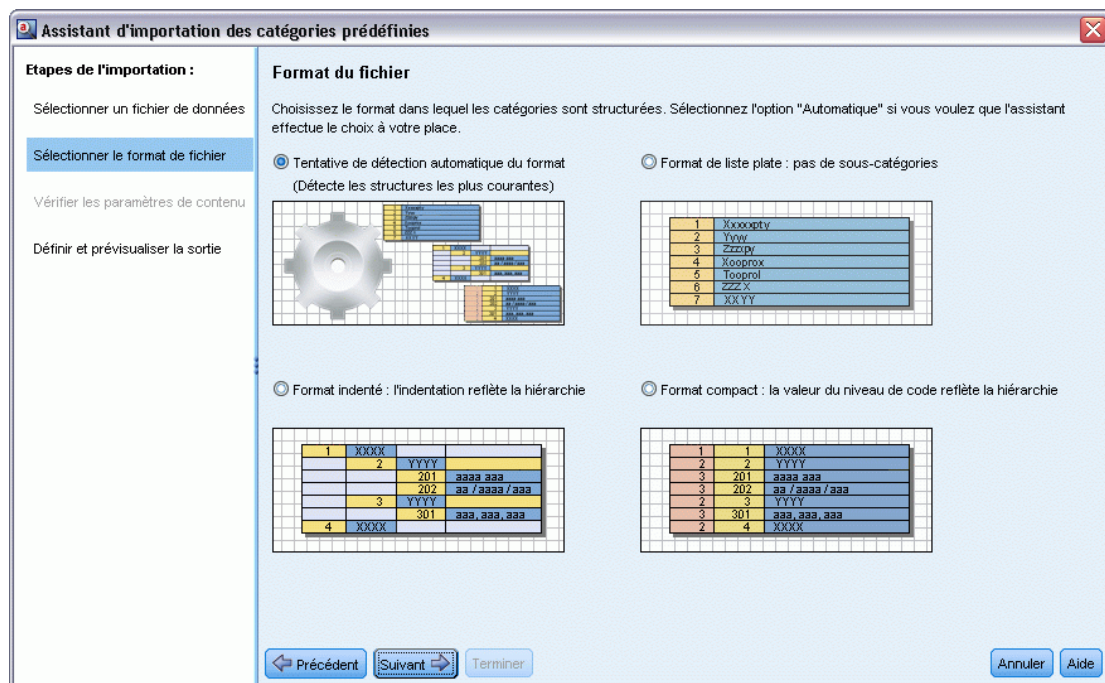 Assistant d'importation des catégories prédéfinies
Etapes de l'importation :
Sélectionner un fichier de données
Sélectionner le format de fichier
Vérifier les paramètres de contenu
Définir et prévisualiser la sortie
Format du fichier
Choisissez le format dans lequel les catégories sont structurées. Sélectionnez l'option "Automatique" si vous voulez que l'assistant
effectue le choix à votre place.
Tentative de détection automatique du format
(Détecte les structures les plus courantes)
Format de liste plate : pas de sous-catégories
1 Xxxxxpty
2 Yyyy
3 Zzzxpy
4 Xooprox
5 Tooprol
6 ZZZ X
7 XX YY
Format indenté : l'indentation reflète la hiérarchie
1 XXXX
2 YYYY
201 aaaa aaa
202 aa /aaaa / aaa
3 YYYY
301 aaa, aaa, aaa
4 XXXX
Format compact : la valeur du niveau de code reflète la hiérarchie
1 1 XXXX
2 2 YYYY
3 201 aaaa aaa
3 202 aa /aaaa / aaa
2 3 YYYY
3 301 aaa, aaa, aaa
2 4 XXXX
Précédent
Suivant
Terminer
Annuler
Aide